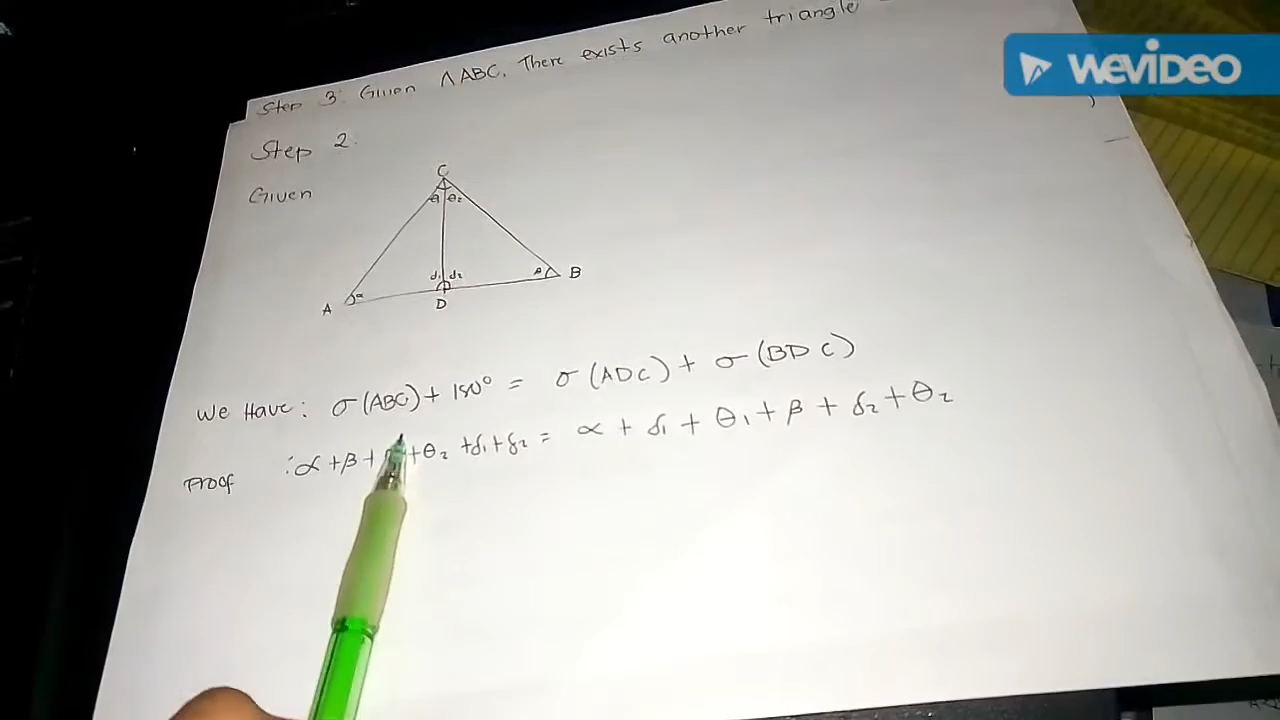 Step 3: Given △ABC, There exists another triangle
WEVIDEO
Step 2.
Given
C
θ₁ θ₂
δ₁ δ₂
β B
A α
D
We Have: σ(ABC) + 180° = σ(ADC) + σ(BDC)
Proof :α + β + + θ₂ + δ₁ + δ₂ = α + δ₁ + θ₁ + β + δ₂ + θ₂